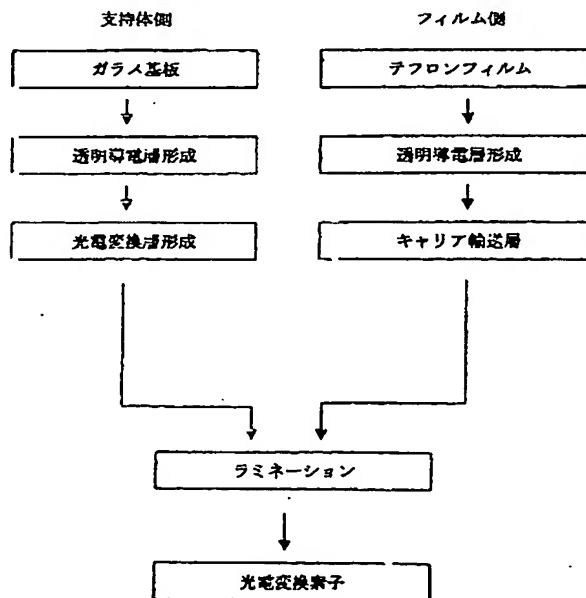 支持体側
フィルム側
ガラス基板
テフロンフィルム
透明導電層形成
透明導電層形成
光電変換層形成
キャリア輸送層
ラミネーション
光電変換素子